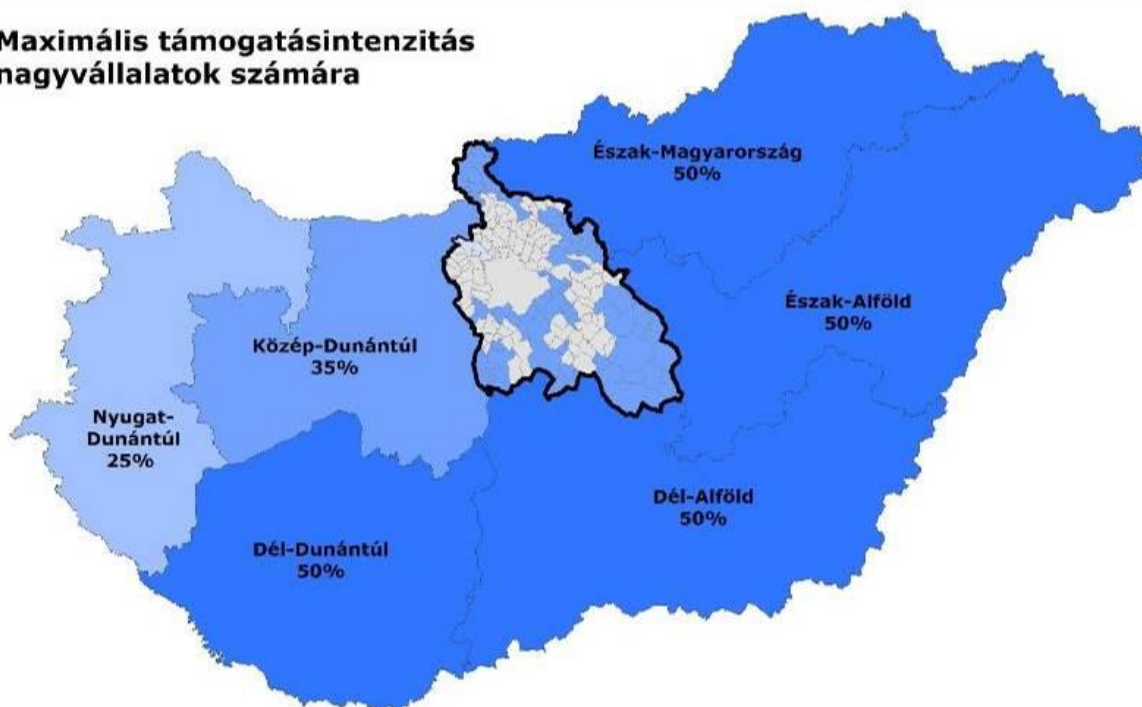 Maximális támogatásintenzitás
nagyvállalatok számára
Észak-Magyarország
50%
Észak-Alföld
50%
Közép-Dunántúl
35%
Nyugat-
Dunántúl
25%
Dél-Alföld
50%
Dél-Dunántúl
50%